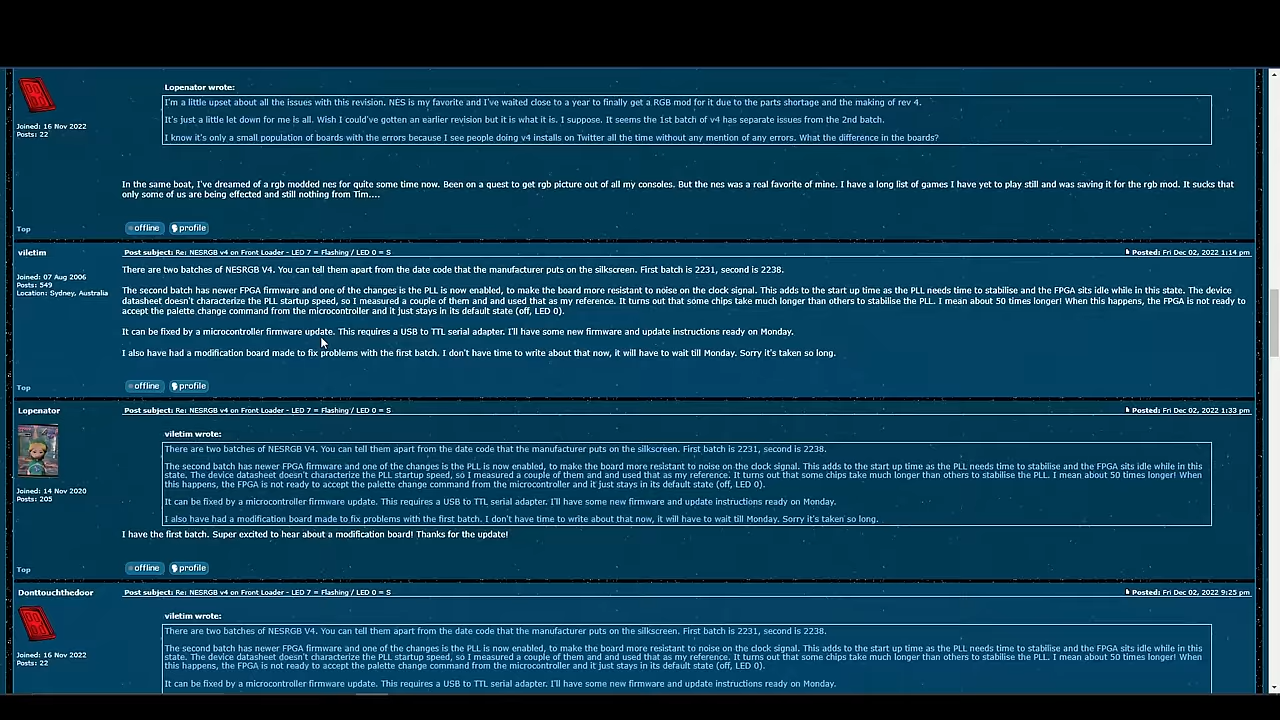 Lopenator wrote:
I'm a little upset about all the issues with this revision. NES is my favorite and I've waited close to a year to finally get a RGB mod for it due to the parts shortage and the making of rev 4.
It's just a little let down for me is all. Wish I could've gotten an earlier revision but it is what it is. I suppose. It seems the 1st batch of v4 has separate issues from the 2nd batch.
I know it's only a small population of boards with the errors because I see people doing v4 installs on Twitter all the time without any mention of any errors. What the difference in the boards?
Joined: 16 Nov 2022
Posts: 22
In the same boat, I've dreamed of a rgb modded nes for quite some time now. Been on a quest to get rgb picture out of all my consoles. But the nes was a real favorite of mine. I have a long list of games I have yet to play still and was saving it for the rgb mod. It sucks that
only some of us are being effected and still nothing from Tim....
Top
offline profile
viletim
Post subject: Re: NESRGB v4 on Front Loader - LED 7 = Flashing / LED 0 = S
Posted: Fri Dec 02, 2022 1:14 pm
Joined: 07 Aug 2006
Posts: 549
Location: Sydney, Australia
There are two batches of NESRGB V4. You can tell them apart from the date code that the manufacturer puts on the silkscreen. First batch is 2231, second is 2238.
The second batch has newer FPGA firmware and one of the changes is the PLL is now enabled, to make the board more resistant to noise on the clock signal. This adds to the start up time as the PLL needs time to stabilise and the FPGA sits idle while in this state. The device
datasheet doesn't characterize the PLL startup speed, so I measured a couple of them and and used that as my reference. It turns out that some chips take much longer than others to stabilise the PLL. I mean about 50 times longer! When this happens, the FPGA is not ready to
accept the palette change command from the microcontroller and it just stays in its default state (off, LED 0).
It can be fixed by a microcontroller firmware update. This requires a USB to TTL serial adapter. I'll have some new firmware and update instructions ready on Monday.
I also have had a modification board made to fix problems with the first batch. I don't have time to write about that now, it will have to wait till Monday. Sorry it's taken so long.
Top
offline profile
Lopenator
Post subject: Re: NESRGB v4 on Front Loader - LED 7 = Flashing / LED 0 = S
Posted: Fri Dec 02, 2022 1:33 pm
Joined: 14 Nov 2020
Posts: 205
viletim wrote:
There are two batches of NESRGB V4. You can tell them apart from the date code that the manufacturer puts on the silkscreen. First batch is 2231, second is 2238.
The second batch has newer FPGA firmware and one of the changes is the PLL is now enabled, to make the board more resistant to noise on the clock signal. This adds to the start up time as the PLL needs time to stabilise and the FPGA sits idle while in this
state. The device datasheet doesn't characterize the PLL startup speed, so I measured a couple of them and and used that as my reference. It turns out that some chips take much longer than others to stabilise the PLL. I mean about 50 times longer! When
this happens, the FPGA is not ready to accept the palette change command from the microcontroller and it just stays in its default state (off, LED 0).
It can be fixed by a microcontroller firmware update. This requires a USB to TTL serial adapter. I'll have some new firmware and update instructions ready on Monday.
I also have had a modification board made to fix problems with the first batch. I don't have time to write about that now, it will have to wait till Monday. Sorry it's taken so long.
I have the first batch. Super excited to hear about a modification board! Thanks for the update!
Top
offline profile
Donttouchthedoor
Post subject: Re: NESRGB v4 on Front Loader - LED 7 = Flashing / LED 0 = S
Posted: Fri Dec 02, 2022 9:25 pm
Joined: 16 Nov 2022
Posts: 22
viletim wrote:
There are two batches of NESRGB V4. You can tell them apart from the date code that the manufacturer puts on the silkscreen. First batch is 2231, second is 2238.
The second batch has newer FPGA firmware and one of the changes is the PLL is now enabled, to make the board more resistant to noise on the clock signal. This adds to the start up time as the PLL needs time to stabilise and the FPGA sits idle while in this
state. The device datasheet doesn't characterize the PLL startup speed, so I measured a couple of them and and used that as my reference. It turns out that some chips take much longer than others to stabilise the PLL. I mean about 50 times longer! When
this happens, the FPGA is not ready to accept the palette change command from the microcontroller and it just stays in its default state (off, LED 0).
It can be fixed by a microcontroller firmware update. This requires a USB to TTL serial adapter. I'll have some new firmware and update instructions ready on Monday.